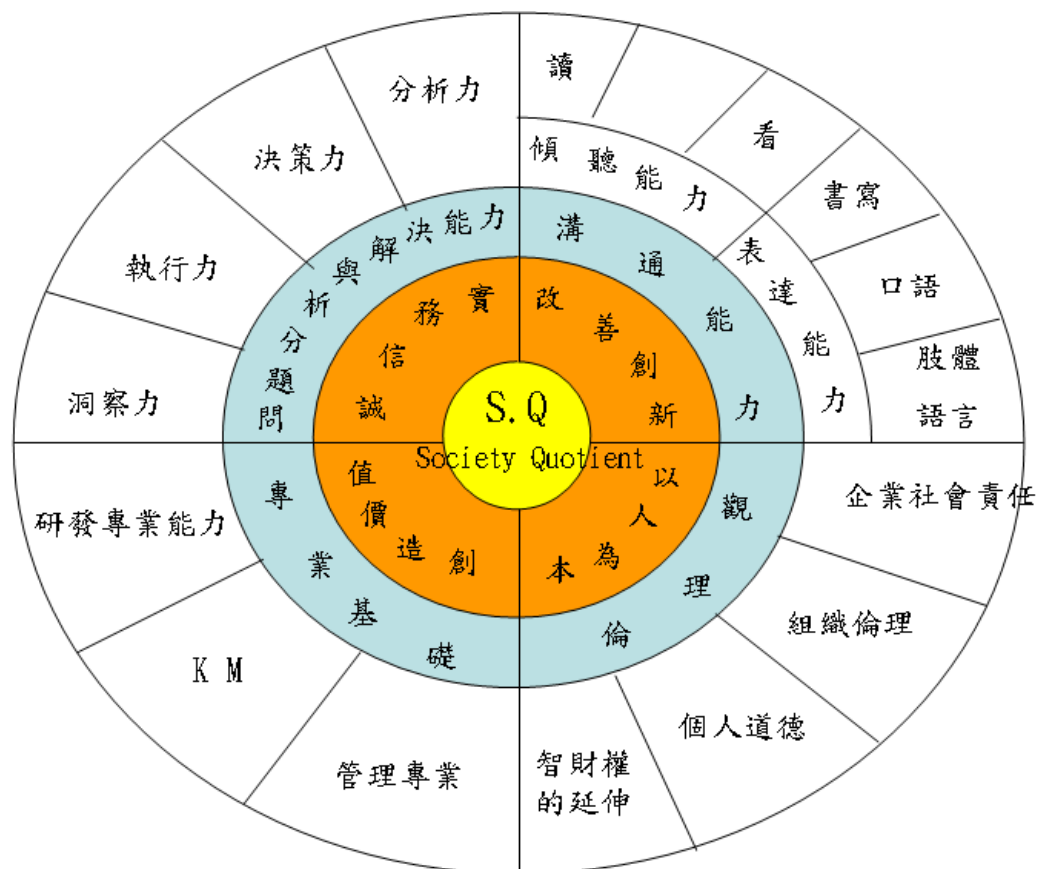 S.Q
Society Quotient
改善創新
以人為本
創造價值
誠信務實
溝通能力
倫理觀
專業基礎
問題分析與解決能力
傾聽能力
表達能力
讀
看
書寫
口語
肢體
語言
企業社會責任
組織倫理
個人道德
智財權
的延伸
管理專業
K M
研發專業能力
洞察力
執行力
決策力
分析力